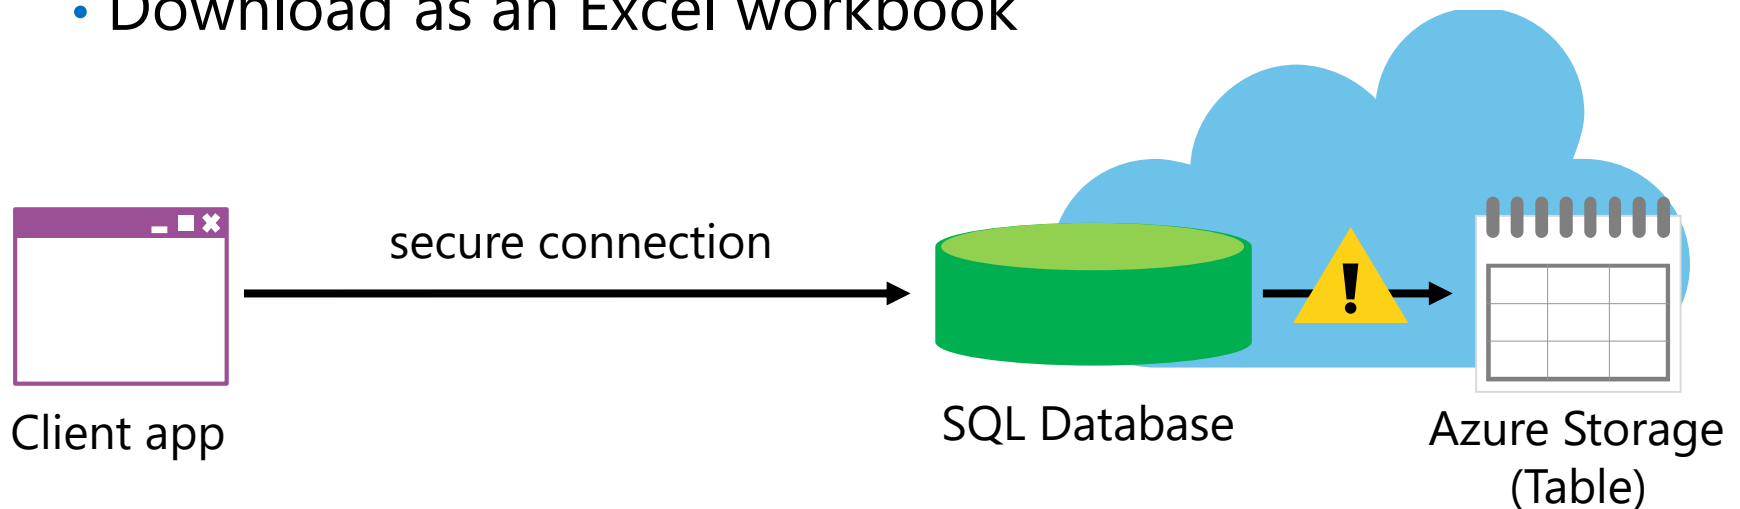 • Download as an Excel workbook
secure connection
!
Client app
SQL Database
Azure Storage
(Table)